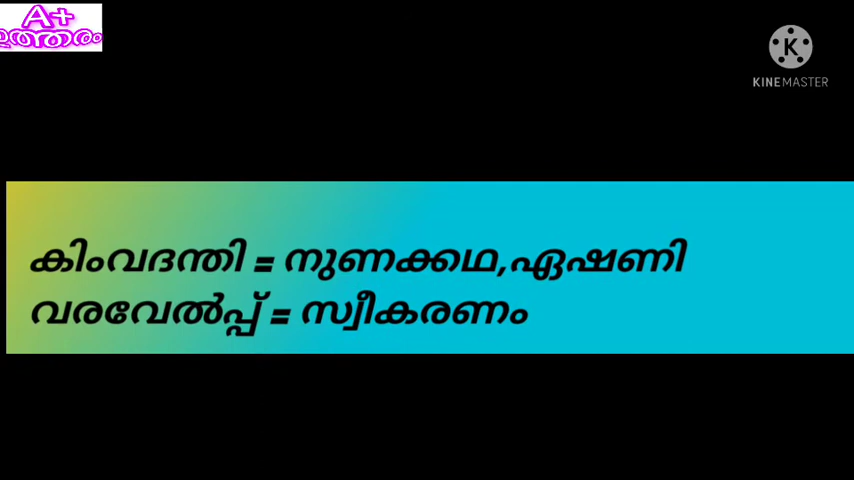 A+
ഉത്തരം
KINEMASTER
കിംവദന്തി = നുണക്കഥ,ഏഷണി
വരവേൽപ്പ് = സ്വീകരണം